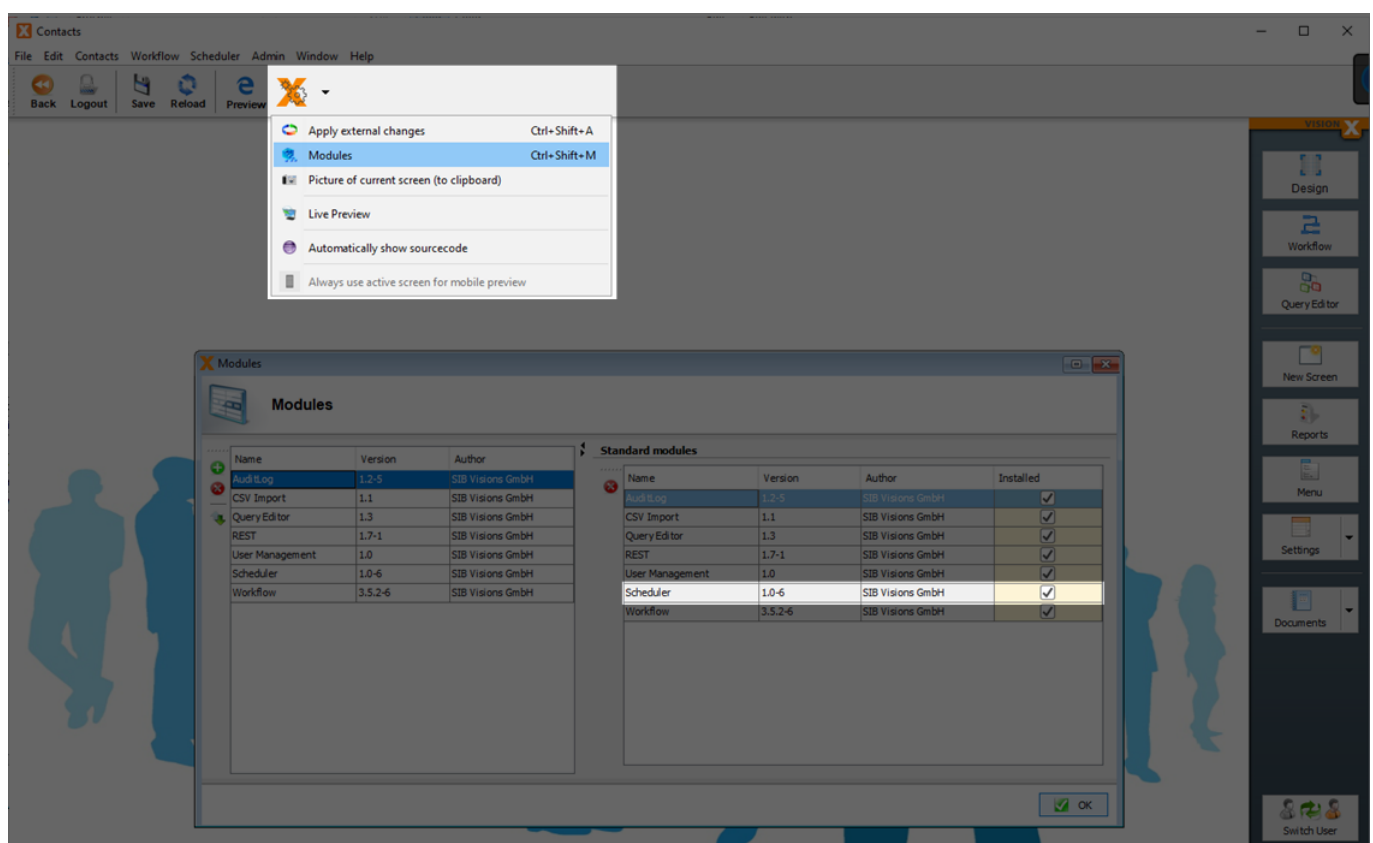 Contacts
File Edit Contacts Workflow Scheduler Admin Window Help
Back Logout Save Reload Preview
Apply external changes Ctrl+Shift+A
Modules Ctrl+Shift+M
Picture of current screen (to clipboard)
Live Preview
Automatically show sourcecode
Always use active screen for mobile preview
VISION X
Design
Workflow
Query Editor
New Screen
Reports
Menu
Settings
Documents
Switch User
Modules
Modules
Name Version Author
AuditLog 1.2-5 SIB Visions GmbH
CSV Import 1.1 SIB Visions GmbH
Query Editor 1.3 SIB Visions GmbH
REST 1.7-1 SIB Visions GmbH
User Management 1.0 SIB Visions GmbH
Scheduler 1.0-6 SIB Visions GmbH
Workflow 3.5.2-6 SIB Visions GmbH
Standard modules
Name Version Author Installed
AuditLog 1.2-5 SIB Visions GmbH
CSV Import 1.1 SIB Visions GmbH
Query Editor 1.3 SIB Visions GmbH
REST 1.7-1 SIB Visions GmbH
User Management 1.0 SIB Visions GmbH
Scheduler 1.0-6 SIB Visions GmbH
Workflow 3.5.2-6 SIB Visions GmbH
OK